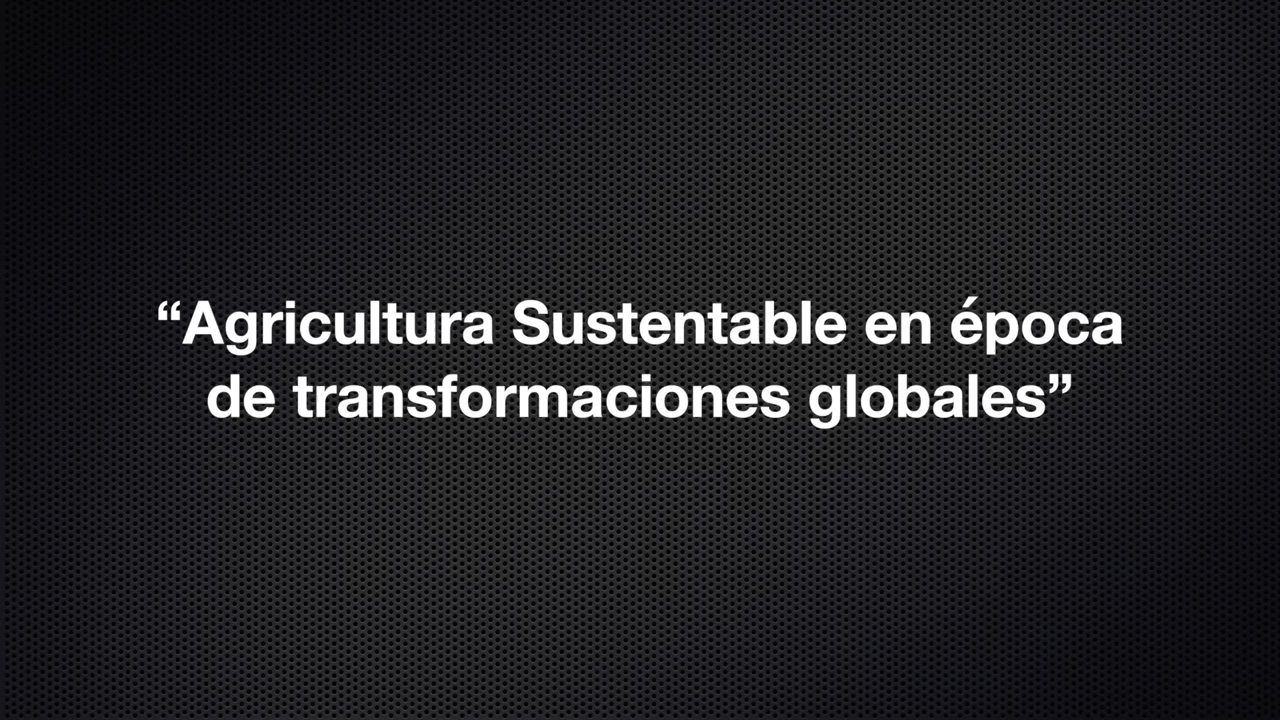 “Agricultura Sustentable en época
de transformaciones globales”